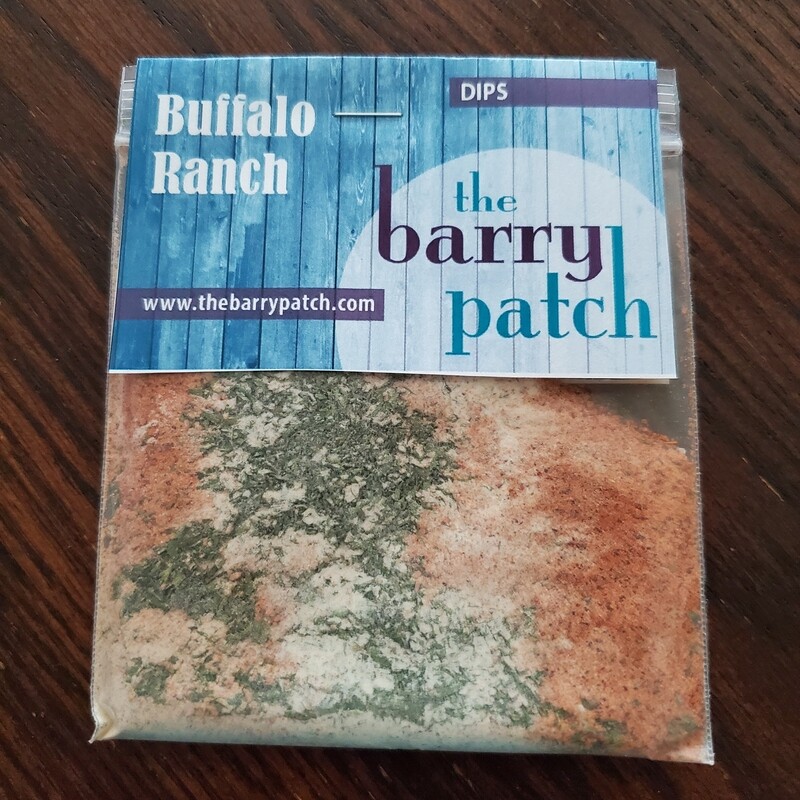 Buffalo
Ranch
DIPS
the
barry
patch
www.thebarrypatch.com